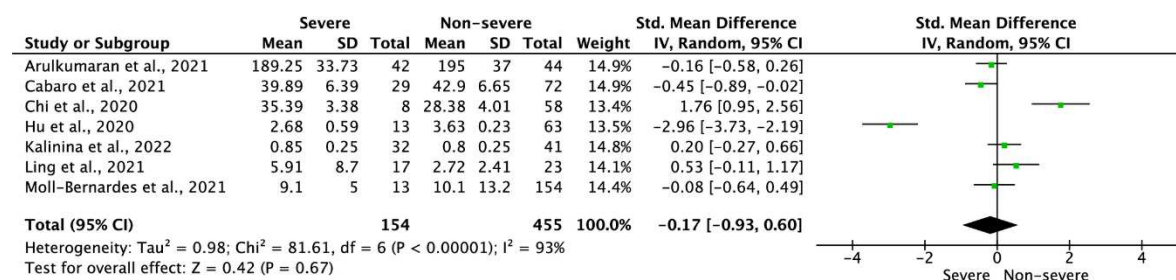 Severe Non-severe Std. Mean Difference Std. Mean Difference
Study or Subgroup Mean SD Total Mean SD Total Weight IV, Random, 95% CI IV, Random, 95% CI
Arulkumaran et al., 2021 189.25 33.73 42 195 37 44 14.9% -0.16 [-0.58, 0.26]
Cabaro et al., 2021 39.89 6.39 29 42.9 6.65 72 14.9% -0.45 [-0.89, -0.02]
Chi et al., 2020 35.39 3.38 8 28.38 4.01 58 13.4% 1.76 [0.95, 2.56]
Hu et al., 2020 2.68 0.59 13 3.63 0.23 63 13.5% -2.96 [-3.73, -2.19]
Kalinina et al., 2022 0.85 0.25 32 0.8 0.25 41 14.8% 0.20 [-0.27, 0.66]
Ling et al., 2021 5.91 8.7 17 2.72 2.41 23 14.1% 0.53 [-0.11, 1.17]
Moll-Bernardes et al., 2021 9.1 5 13 10.1 13.2 154 14.4% -0.08 [-0.64, 0.49]
Total (95% CI) 154 455 100.0% -0.17 [-0.93, 0.60]
Heterogeneity: Tau² = 0.98; Chi² = 81.61, df = 6 (P < 0.00001); I² = 93%
Test for overall effect: Z = 0.42 (P = 0.67)
-4 -2 0 2 4
Severe Non-severe